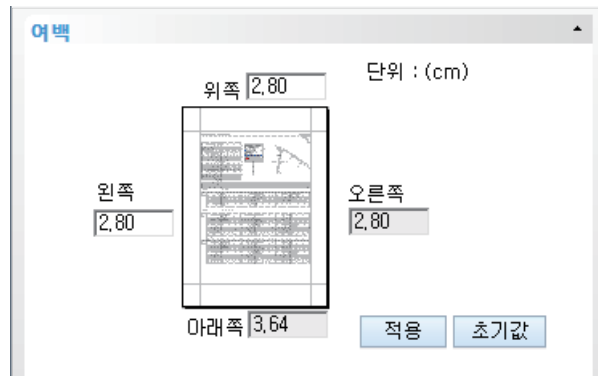 여백
단위 : (cm)
위쪽 2,80
왼쪽
2,80
오른쪽
2,80
아래쪽 3,64
적용 초기값